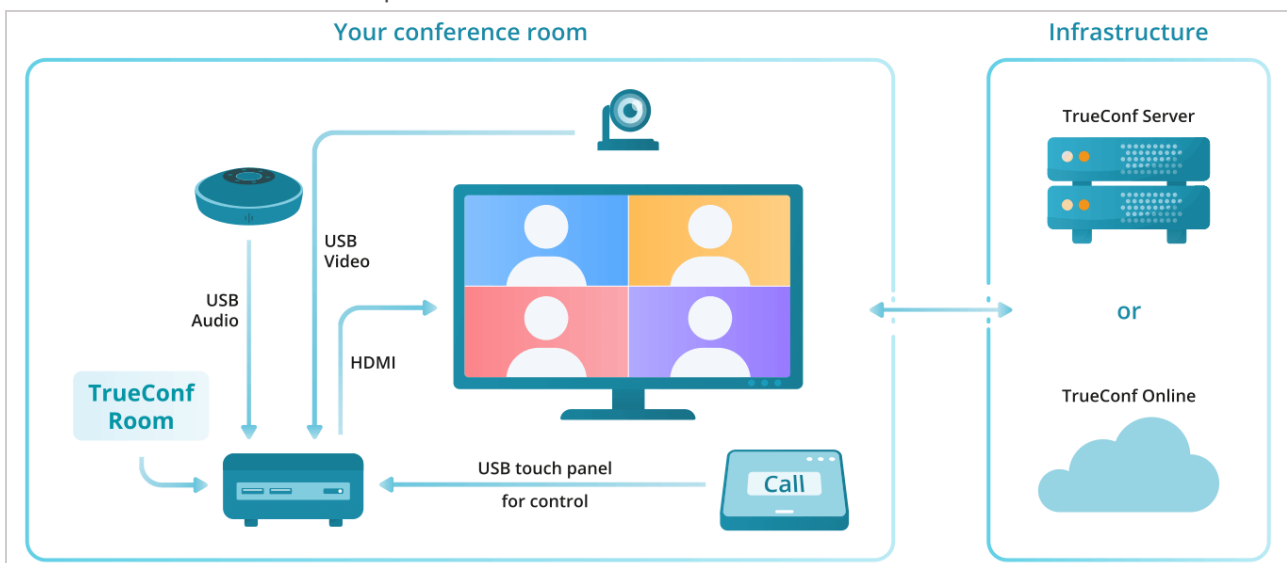 Your conference room
Infrastructure
TrueConf Server
USB
Video
USB
Audio
or
HDMI
TrueConf
Room
TrueConf Online
USB touch panel
for control
Call